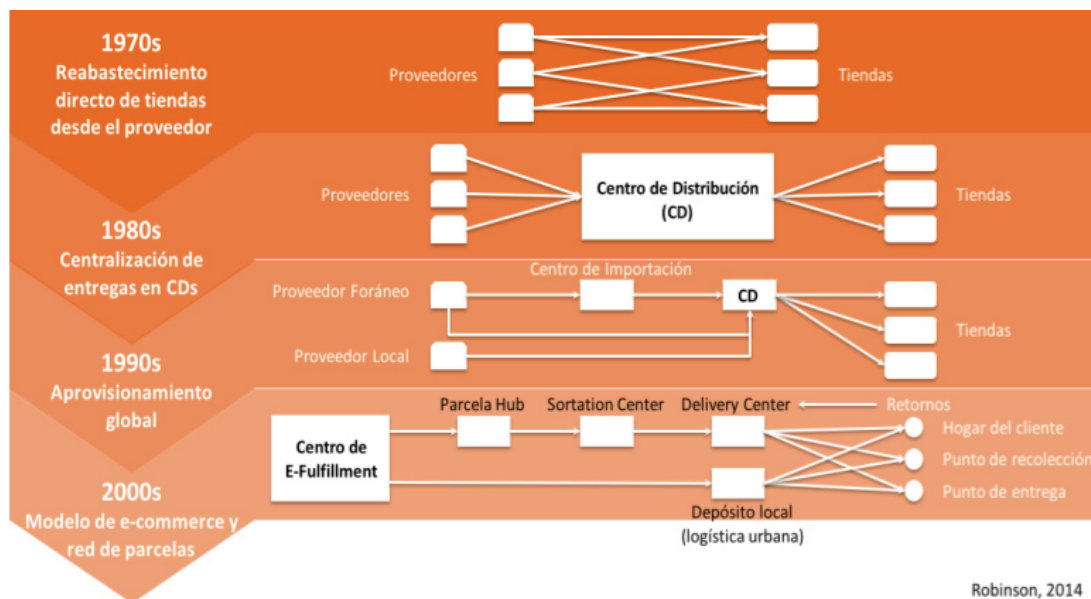 1970s
Reabastecimiento
directo de tiendas
desde el proveedor
Proveedores
Tiendas
1980s
Centralización de
entregas en CDs
Proveedores
Centro de Distribución
(CD)
Tiendas
1990s
Aprovisionamiento
global
Centro de Importación
Proveedor Foráneo
CD
Proveedor Local
Tiendas
2000s
Modelo de e-commerce y
red de parcelas
Parcela Hub
Sortation Center
Delivery Center
Retornos
Centro de
E-Fulfillment
Hogar del cliente
Punto de recolección
Punto de entrega
Depósito local
(logística urbana)
Robinson, 2014